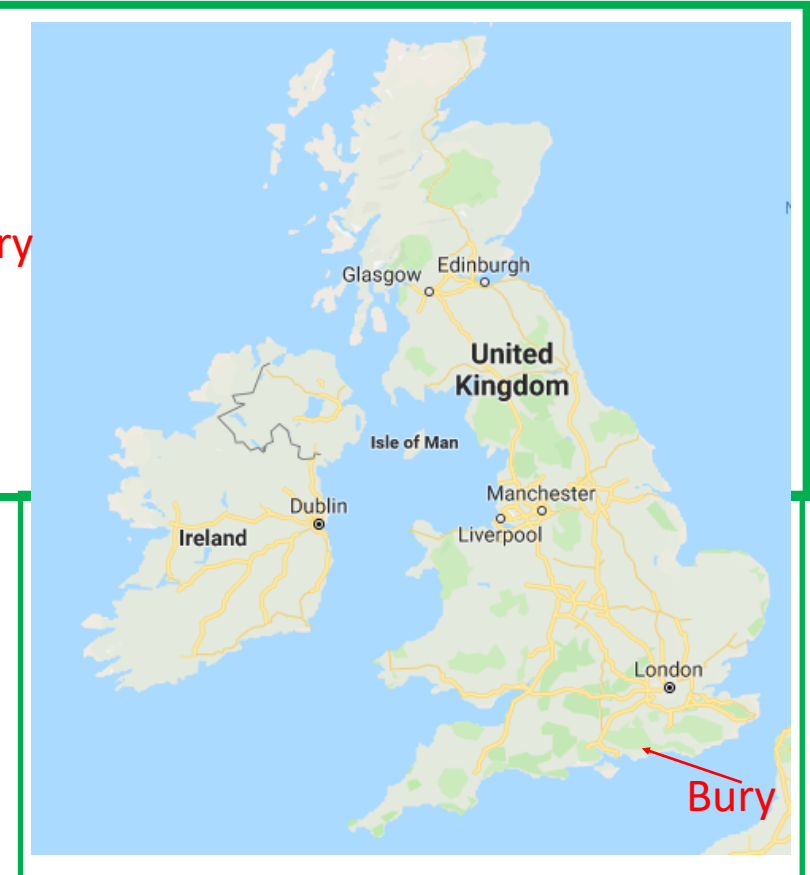 ry
Glasgow
Edinburgh
United
Kingdom
Isle of Man
Manchester
Dublin
Liverpool
Ireland
London
Bury